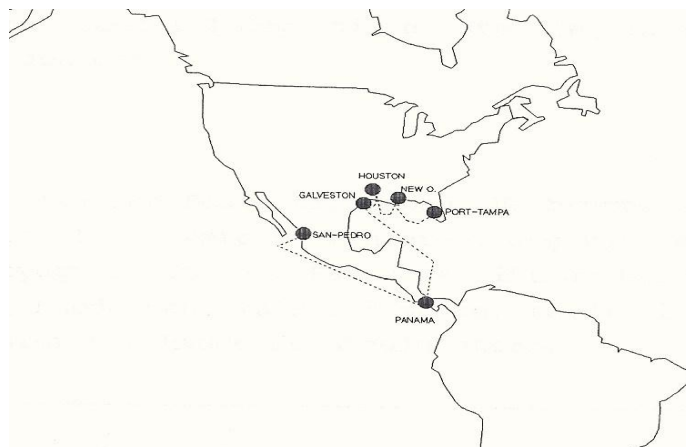 HOUSTON
NEW O.
GALVESTON
PORT-TAMPA
SAN-PEDRO
PANAMA